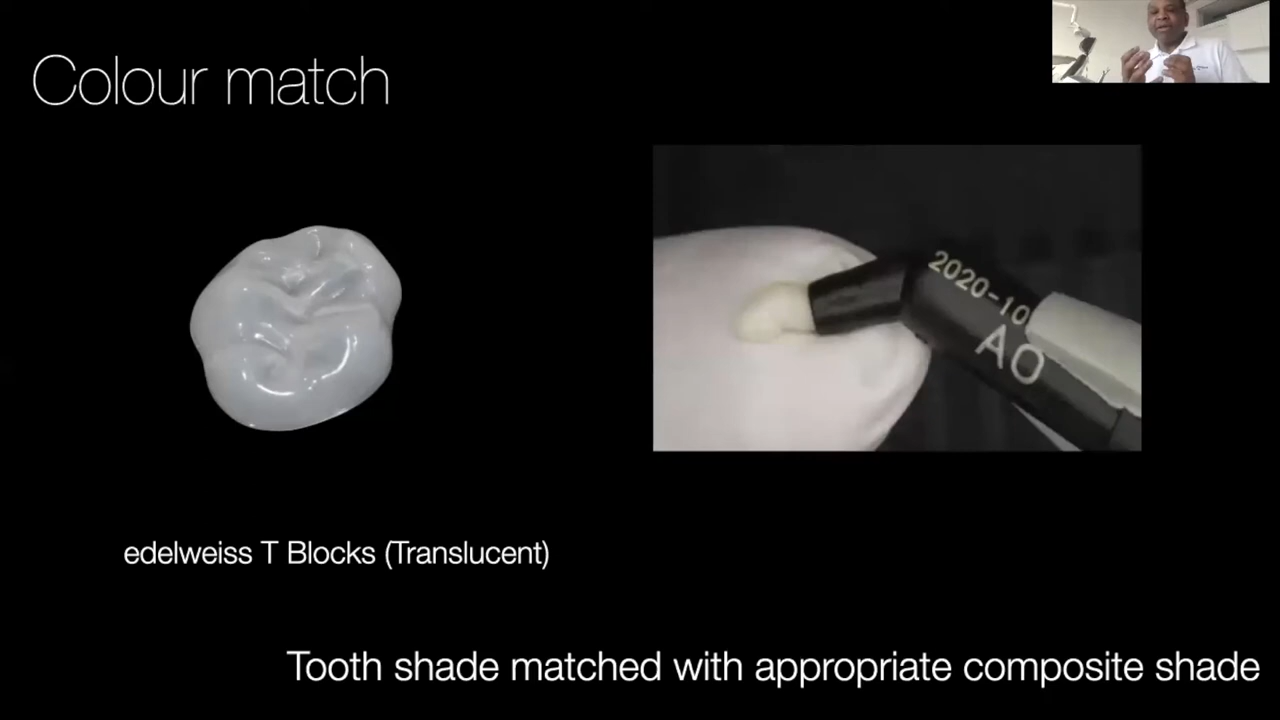 Colour match
2020-10
AO
edelweiss T Blocks (Translucent)
Tooth shade matched with appropriate composite shade